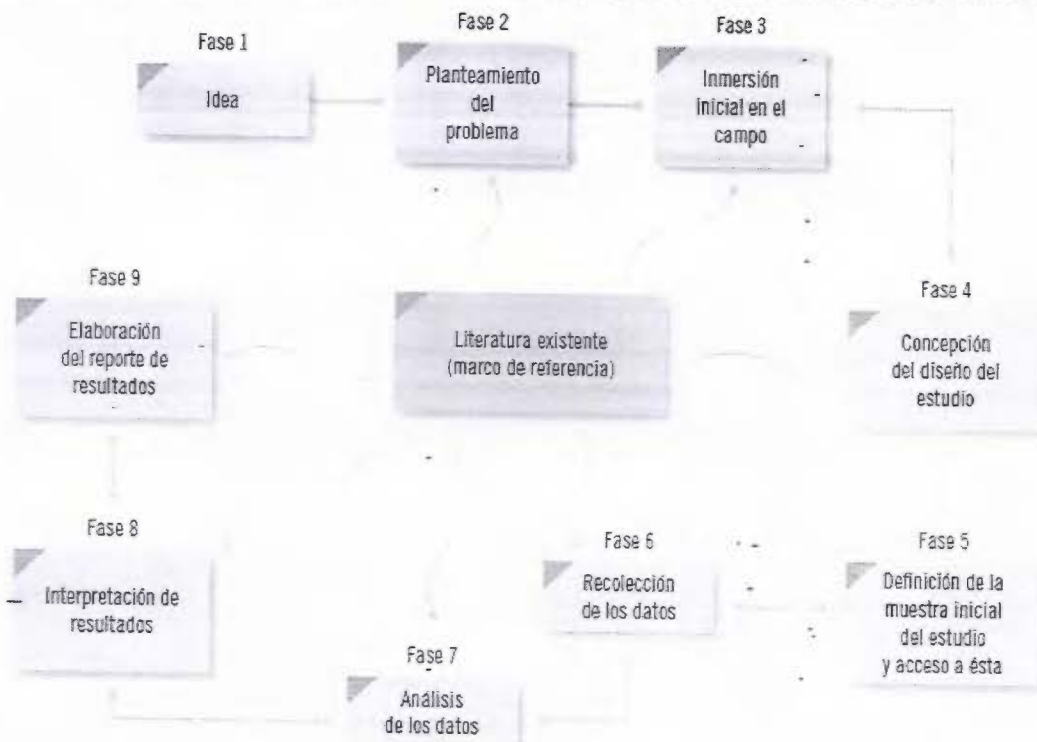 Fase 1
Idea
Fase 2
Planteamiento
del
problema
Fase 3
Inmersión
inicial en el
campo
Fase 4
Concepción
del diseño del
estudio
Fase 5
Definición de la
muestra inicial
del estudio
y acceso a ésta
Fase 6
Recolección
de los datos
Fase 7
Análisis
de los datos
Fase 8
Interpretación de
resultados
Fase 9
Elaboración
del reporte de
resultados
Literatura existente
(marco de referencia)